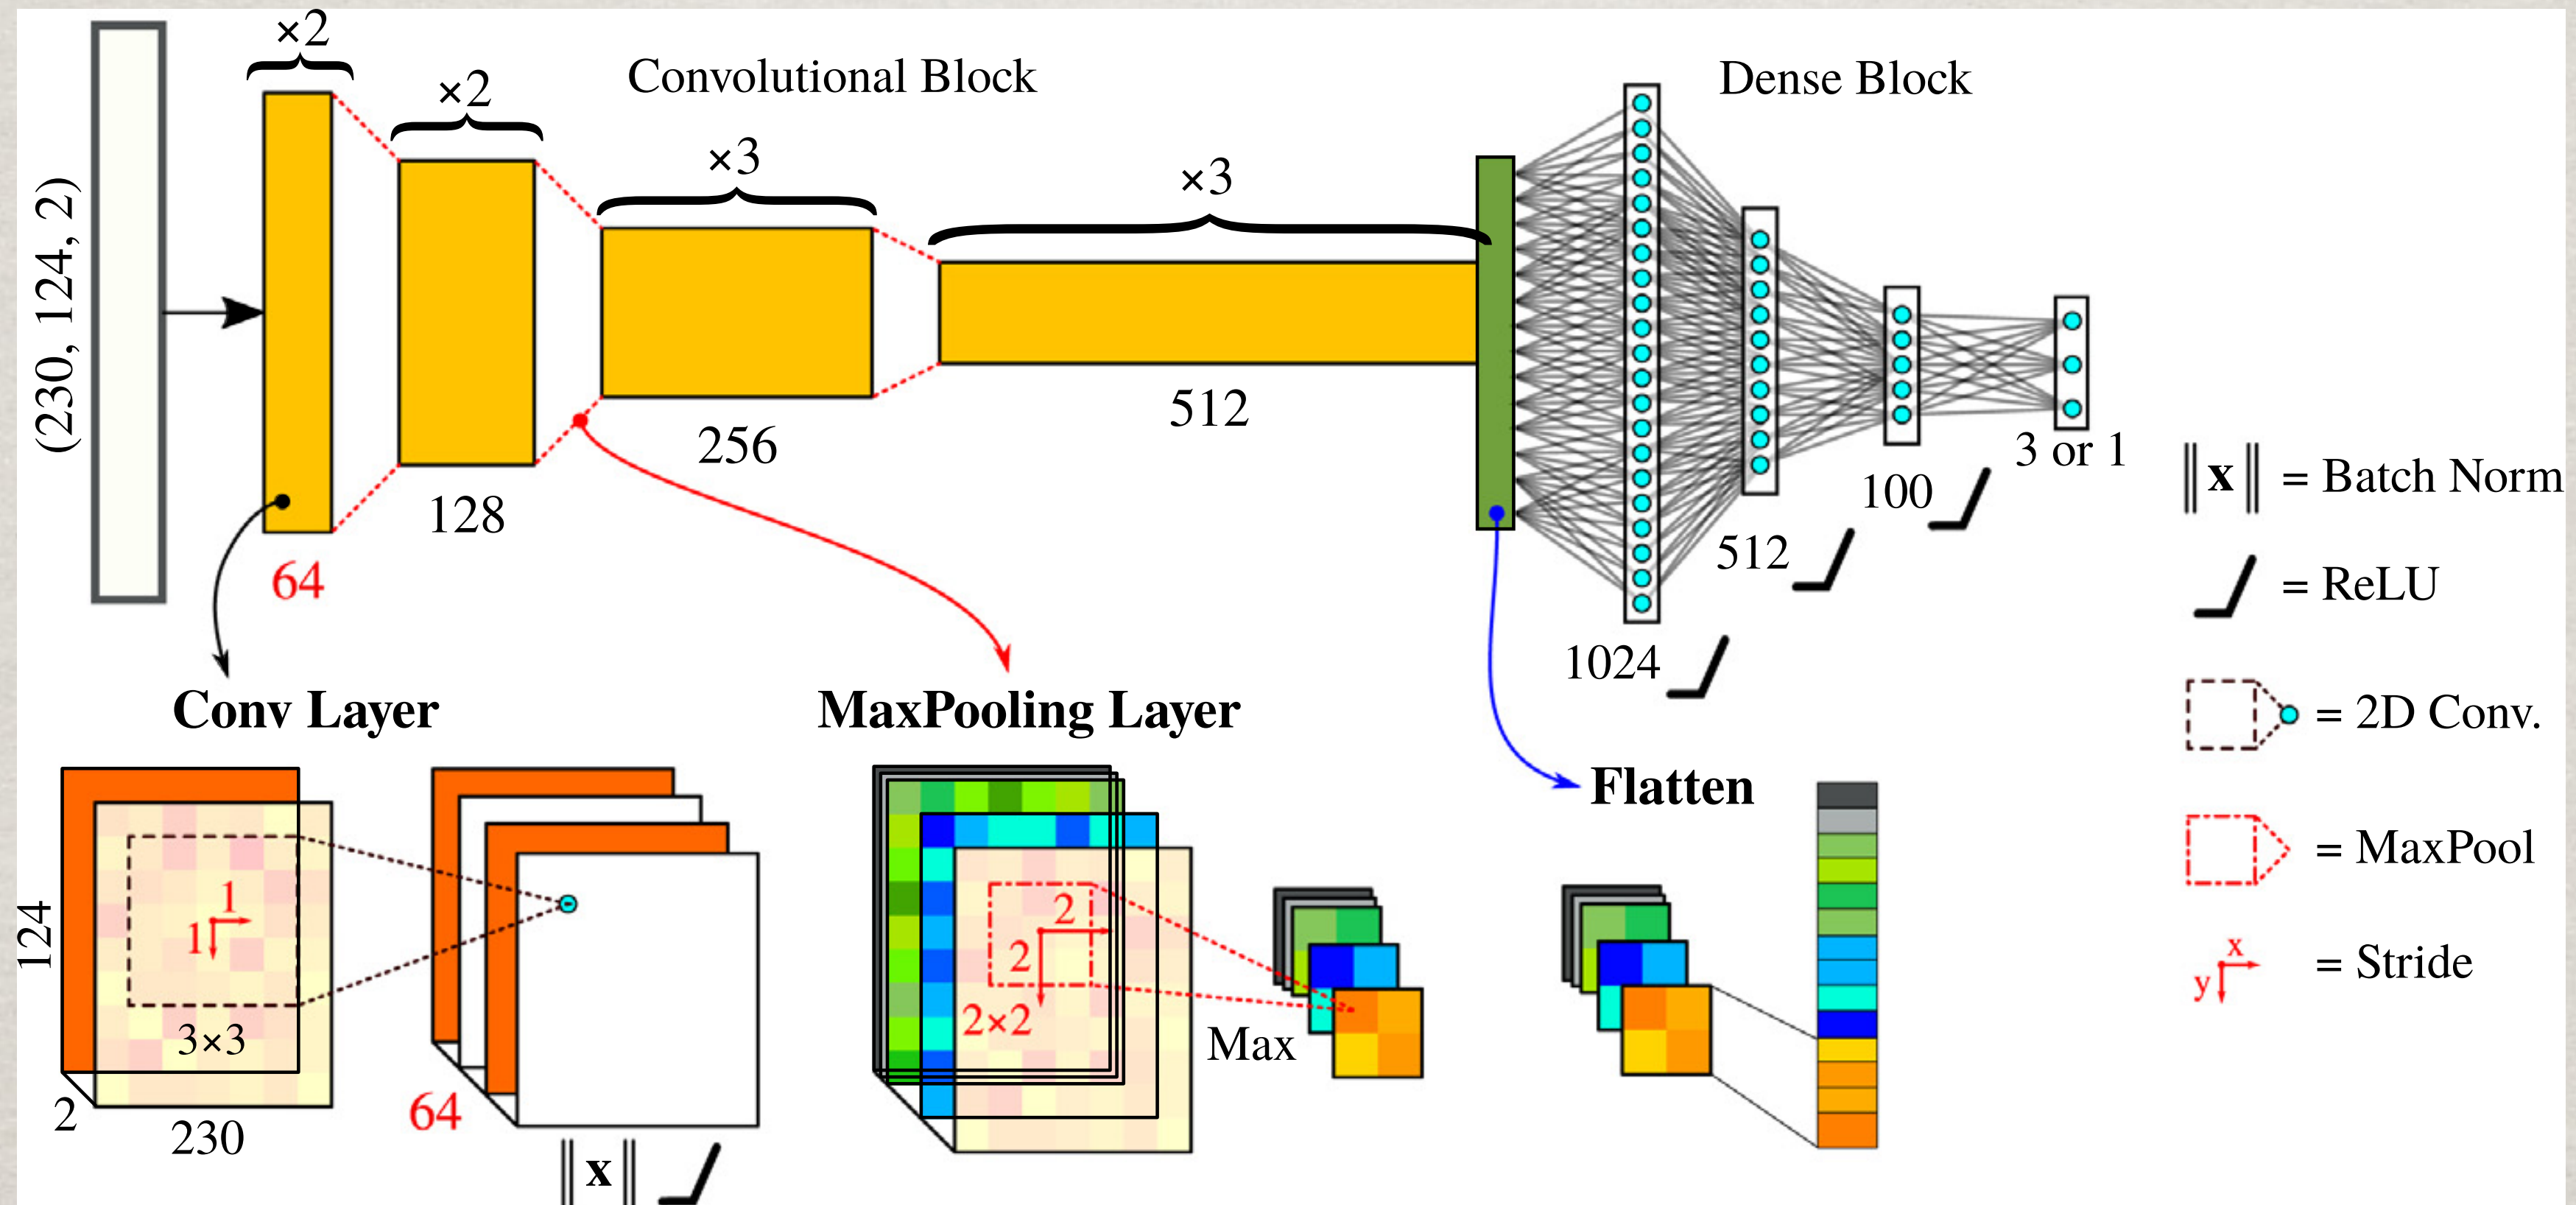 ×2
×2
Convolutional Block
×3
×3
Dense Block
(230, 124, 2)
64
128
256
512
1024
512
100
3 or 1
‖x‖ = Batch Norm
= ReLU
= 2D Conv.
= MaxPool
x
y
= Stride
Conv Layer
124
1
1
3×3
2
230
64
‖x‖
MaxPooling Layer
2
2
2×2
Max
Flatten